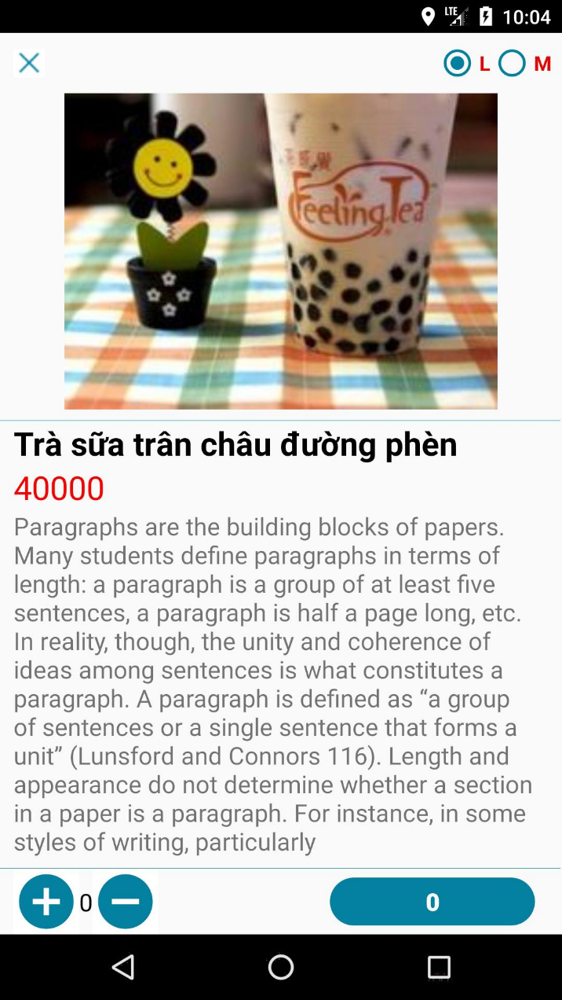 LTE 10:04
L M
Feeling Tea
Trà sữa trân châu đường phèn
40000
Paragraphs are the building blocks of papers.
Many students define paragraphs in terms of
length: a paragraph is a group of at least five
sentences, a paragraph is half a page long, etc.
In reality, though, the unity and coherence of
ideas among sentences is what constitutes a
paragraph. A paragraph is defined as “a group
of sentences or a single sentence that forms a
unit” (Lunsford and Connors 116). Length and
appearance do not determine whether a section
in a paper is a paragraph. For instance, in some
styles of writing, particularly
0 0